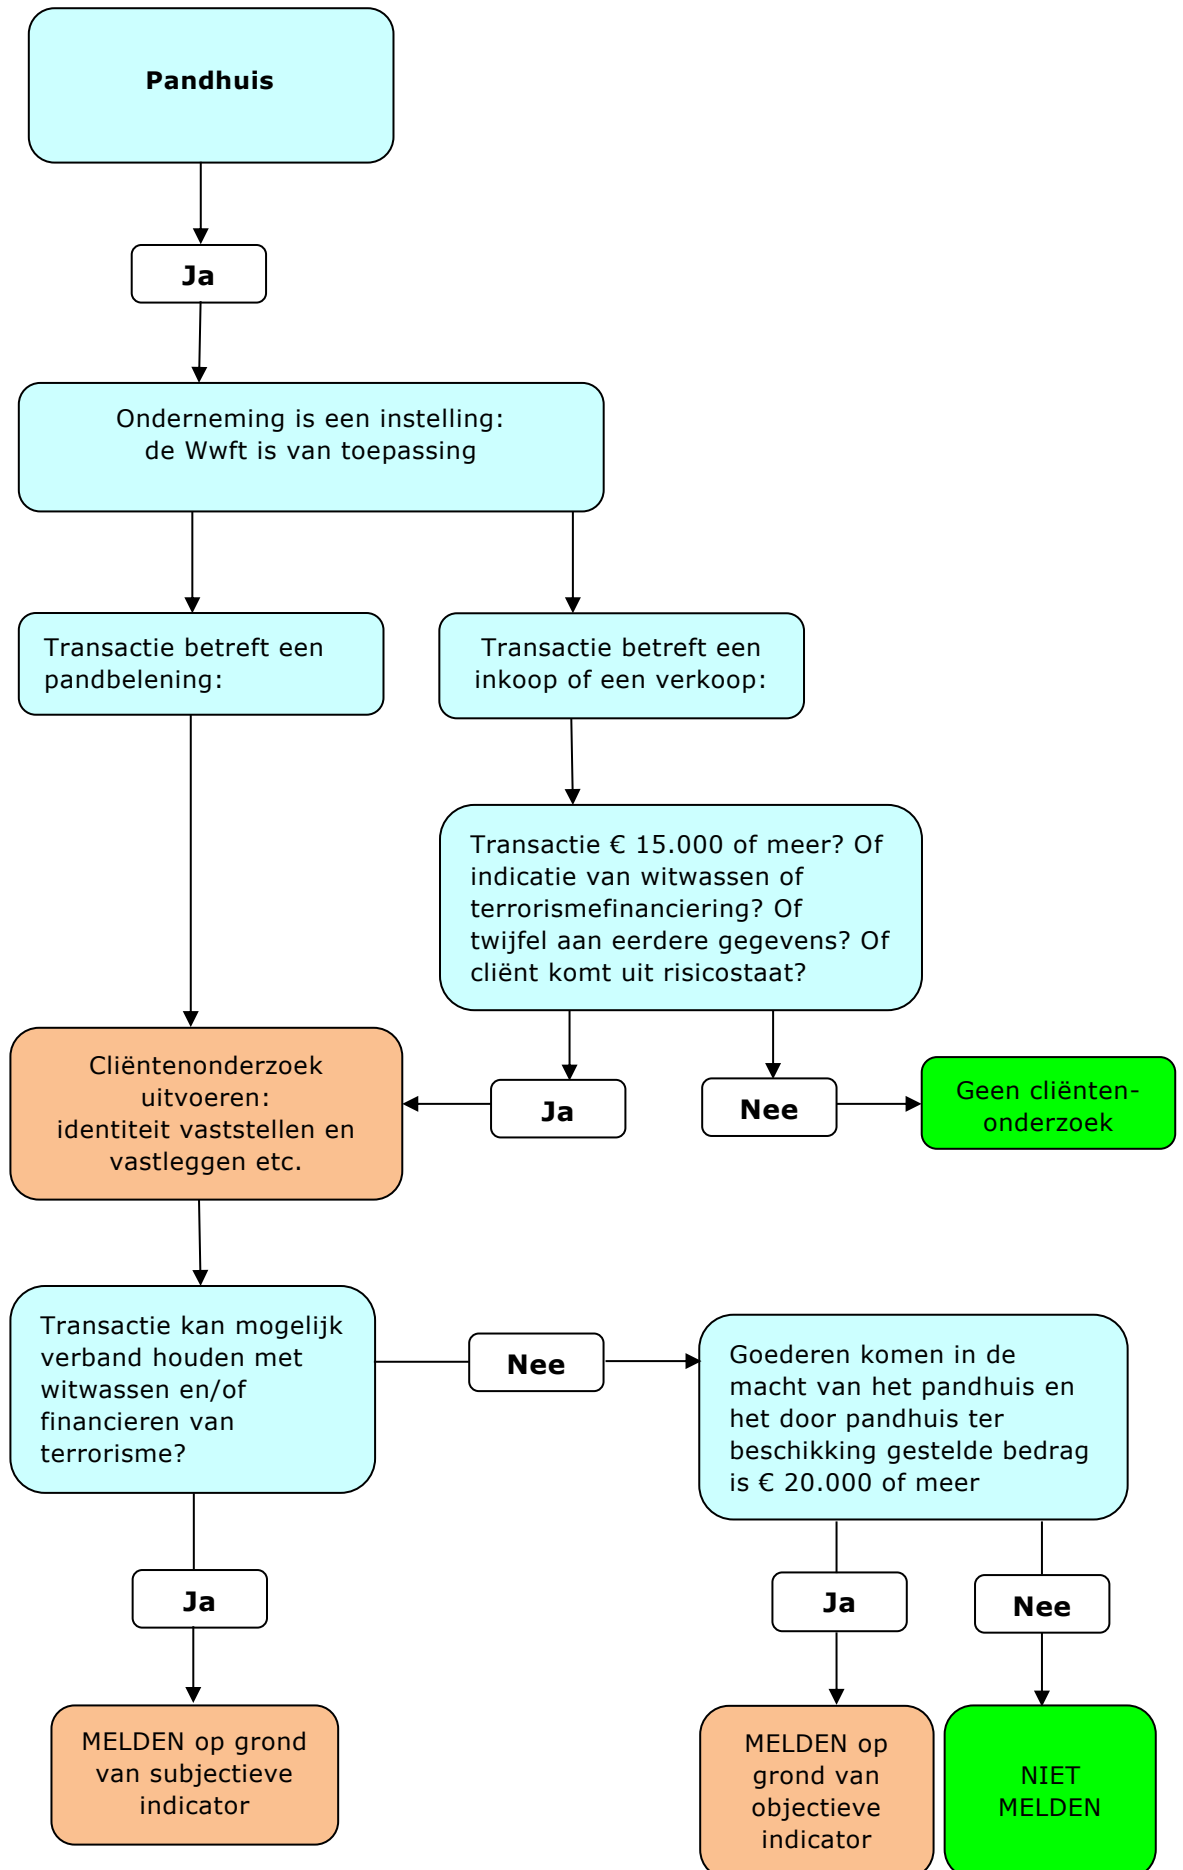 Pandhuis
Ja
Onderneming is een instelling:
de Wwft is van toepassing
Transactie betreft een
pandbelening:
Transactie betreft een
inkoop of een verkoop:
Transactie € 15.000 of meer? Of
indicatie van witwassen of
terrorismefinanciering? Of
twijfel aan eerdere gegevens? Of
cliënt komt uit risicostaat?
Cliëntenonderzoek
uitvoeren:
identiteit vaststellen en
vastleggen etc.
Ja
Nee
Geen cliënten-
onderzoek
Transactie kan mogelijk
verband houden met
witwassen en/of
financieren van
terrorisme?
Nee
Goederen komen in de
macht van het pandhuis en
het door pandhuis ter
beschikking gestelde bedrag
is € 20.000 of meer
Ja
Ja
Nee
MELDEN op grond
van subjectieve
indicator
MELDEN op
grond van
objectieve
indicator
NIET
MELDEN